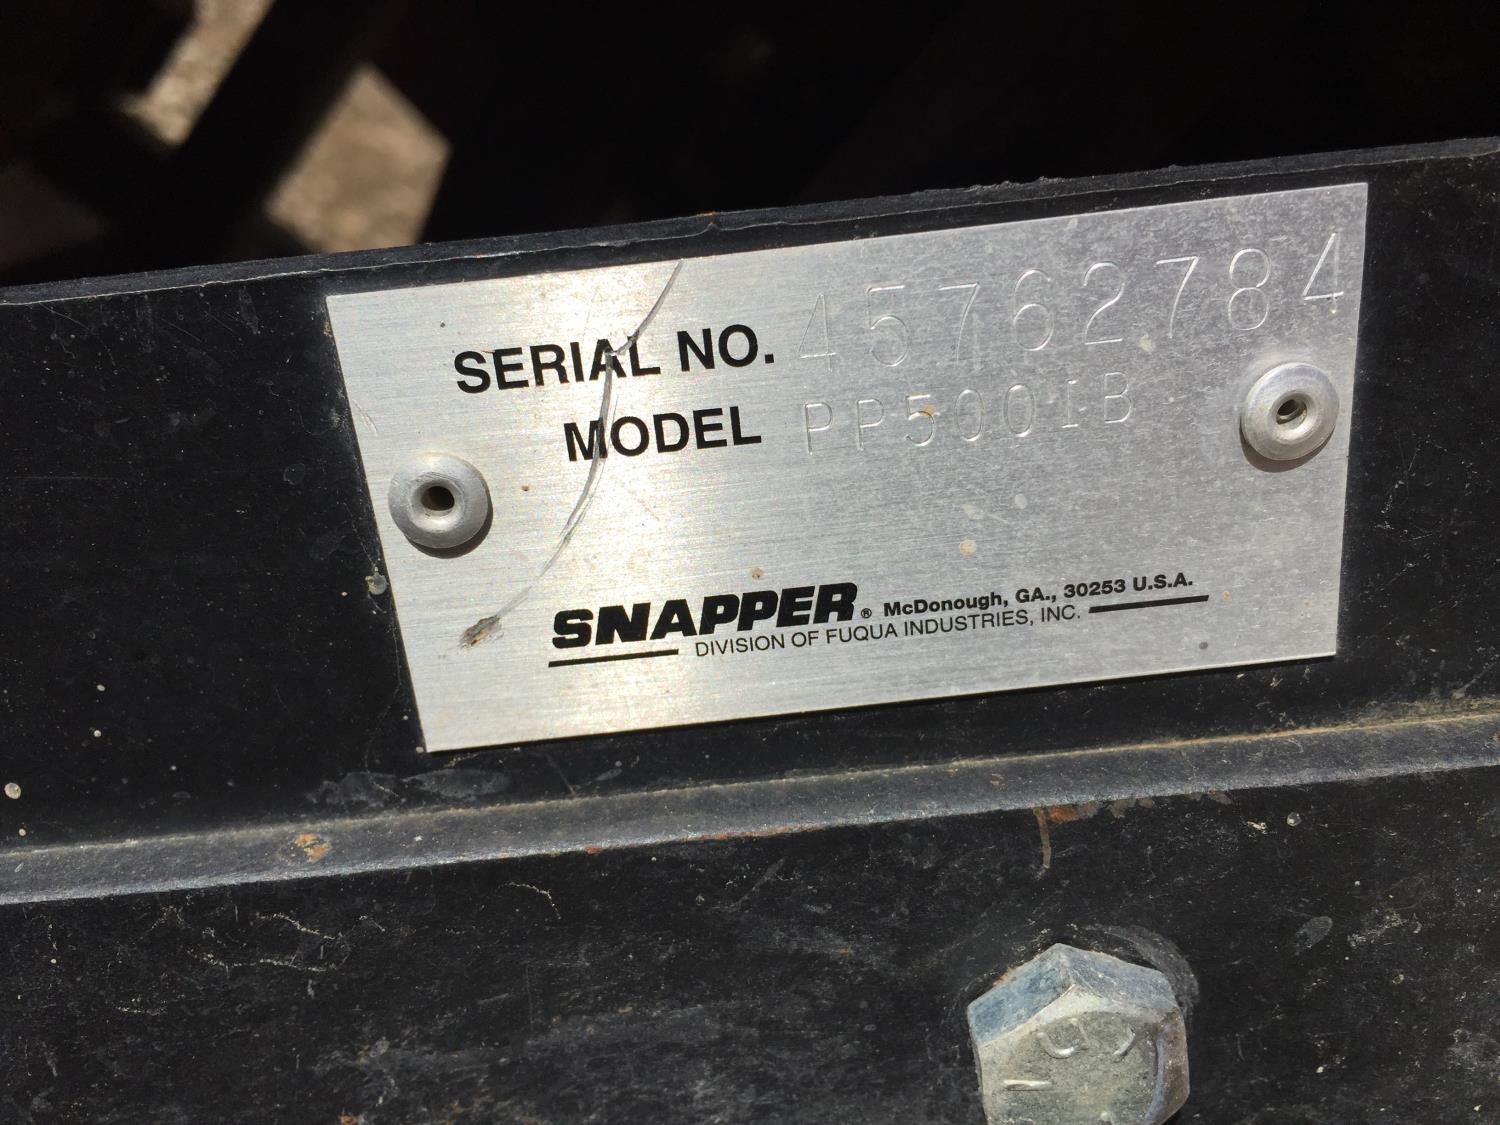 SERIAL NO. 45762784
MODEL PP5001B
SNAPPER® McDonough, GA., 30253 U.S.A.
DIVISION OF FUQUA INDUSTRIES, INC.